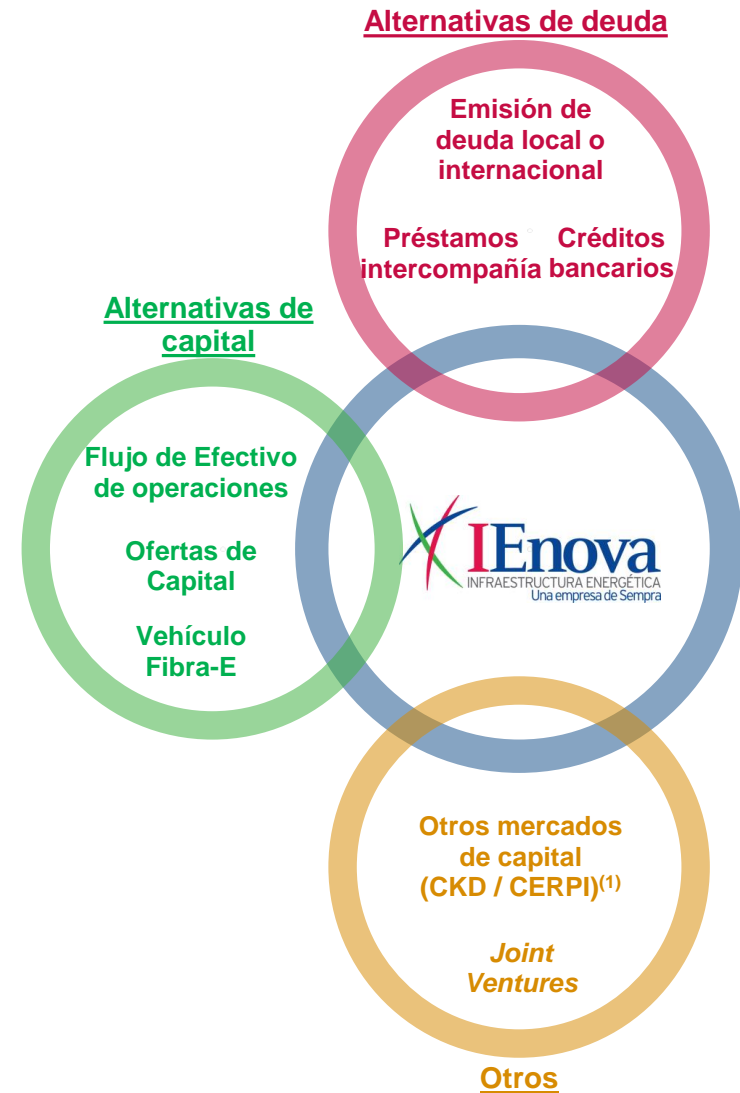 Alternativas de deuda
Emisión de
deuda local o
internacional
Préstamos
intercompañía
Créditos
bancarios
Alternativas de
capital
Flujo de Efectivo
de operaciones
Ofertas de
Capital
Vehículo
Fibra-E
IEnova
INFRAESTRUCTURA ENERGÉTICA
Una empresa de Sempra
Otros mercados
de capital
(CKD / CERPI)(1)
Joint
Ventures
Otros